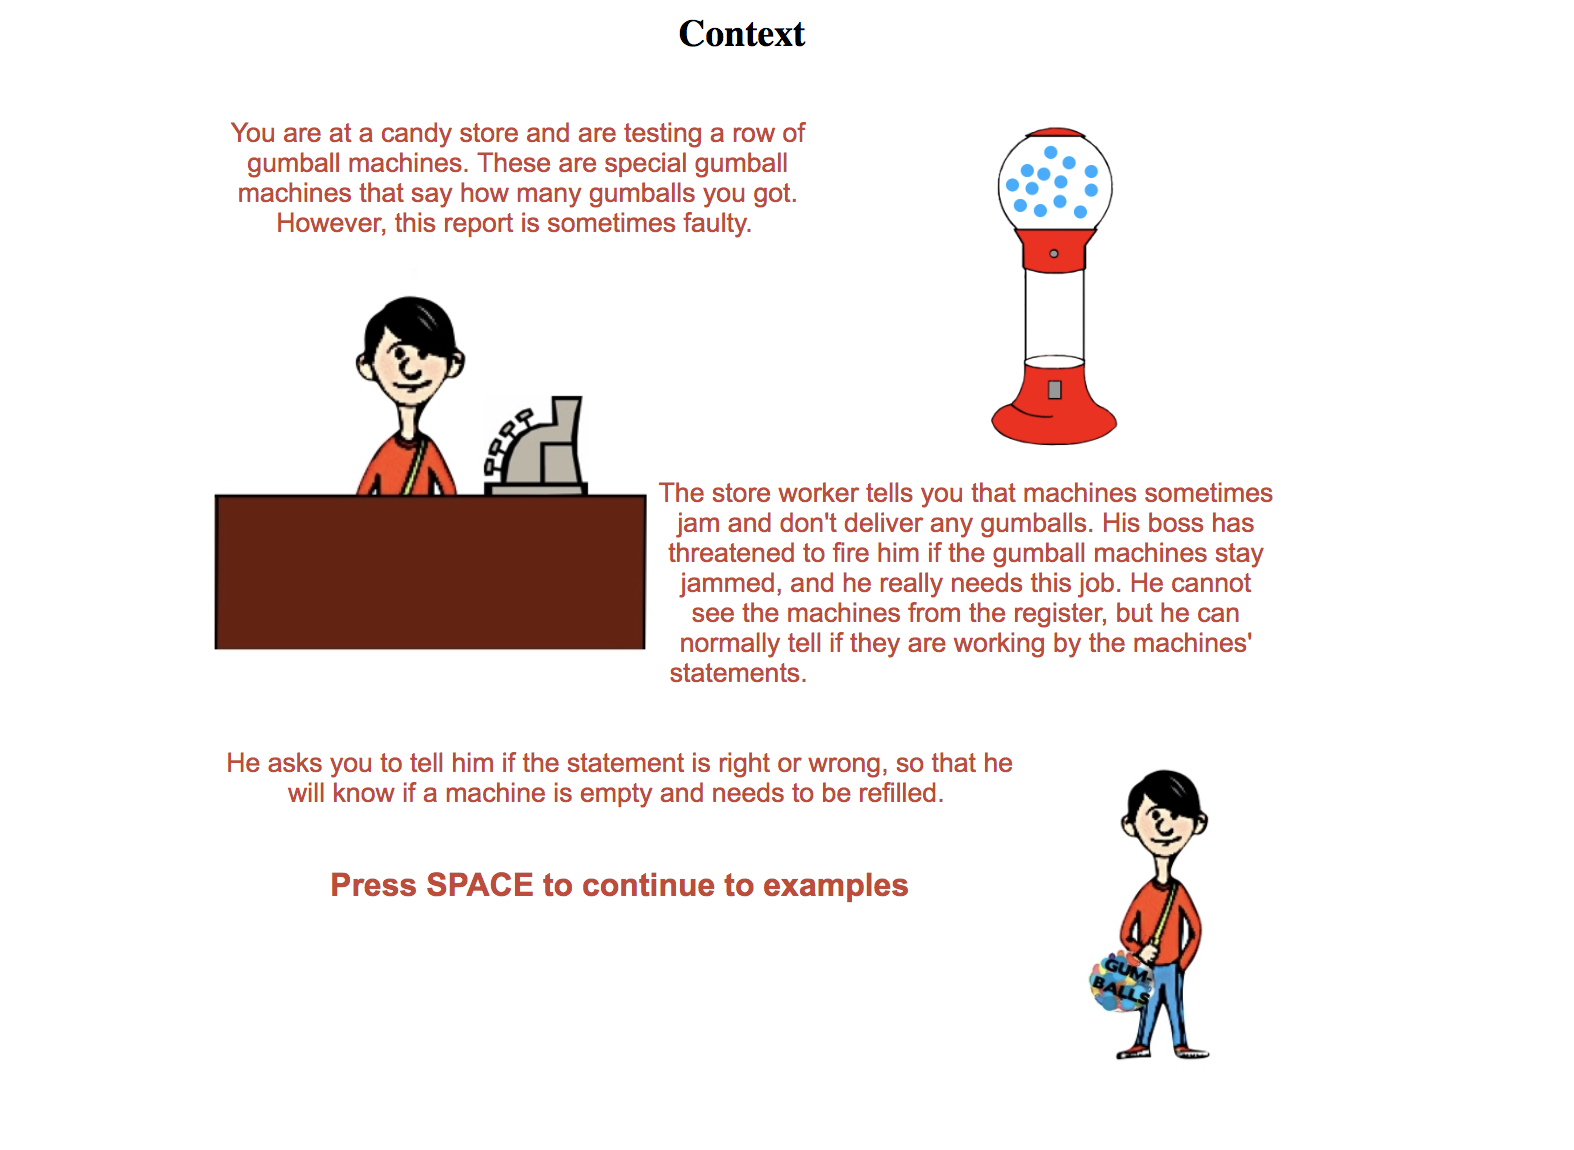 Context
You are at a candy store and are testing a row of
gumball machines. These are special gumball
machines that say how many gumballs you got.
However, this report is sometimes faulty.
The store worker tells you that machines sometimes
jam and don't deliver any gumballs. His boss has
threatened to fire him if the gumball machines stay
jammed, and he really needs this job. He cannot
see the machines from the register, but he can
normally tell if they are working by the machines'
statements.
He asks you to tell him if the statement is right or wrong, so that he
will know if a machine is empty and needs to be refilled.
Press SPACE to continue to examples
GUM-
BALLS